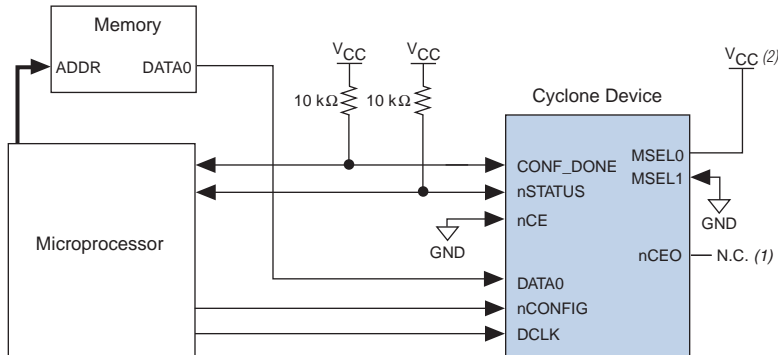 Memory
ADDR
DATA0
VCC
VCC
10 kΩ
10 kΩ
Cyclone Device
VCC (2)
Microprocessor
CONF_DONE
nSTATUS
nCE
GND
DATA0
nCONFIG
DCLK
MSEL0
MSEL1
GND
nCEO
N.C. (1)